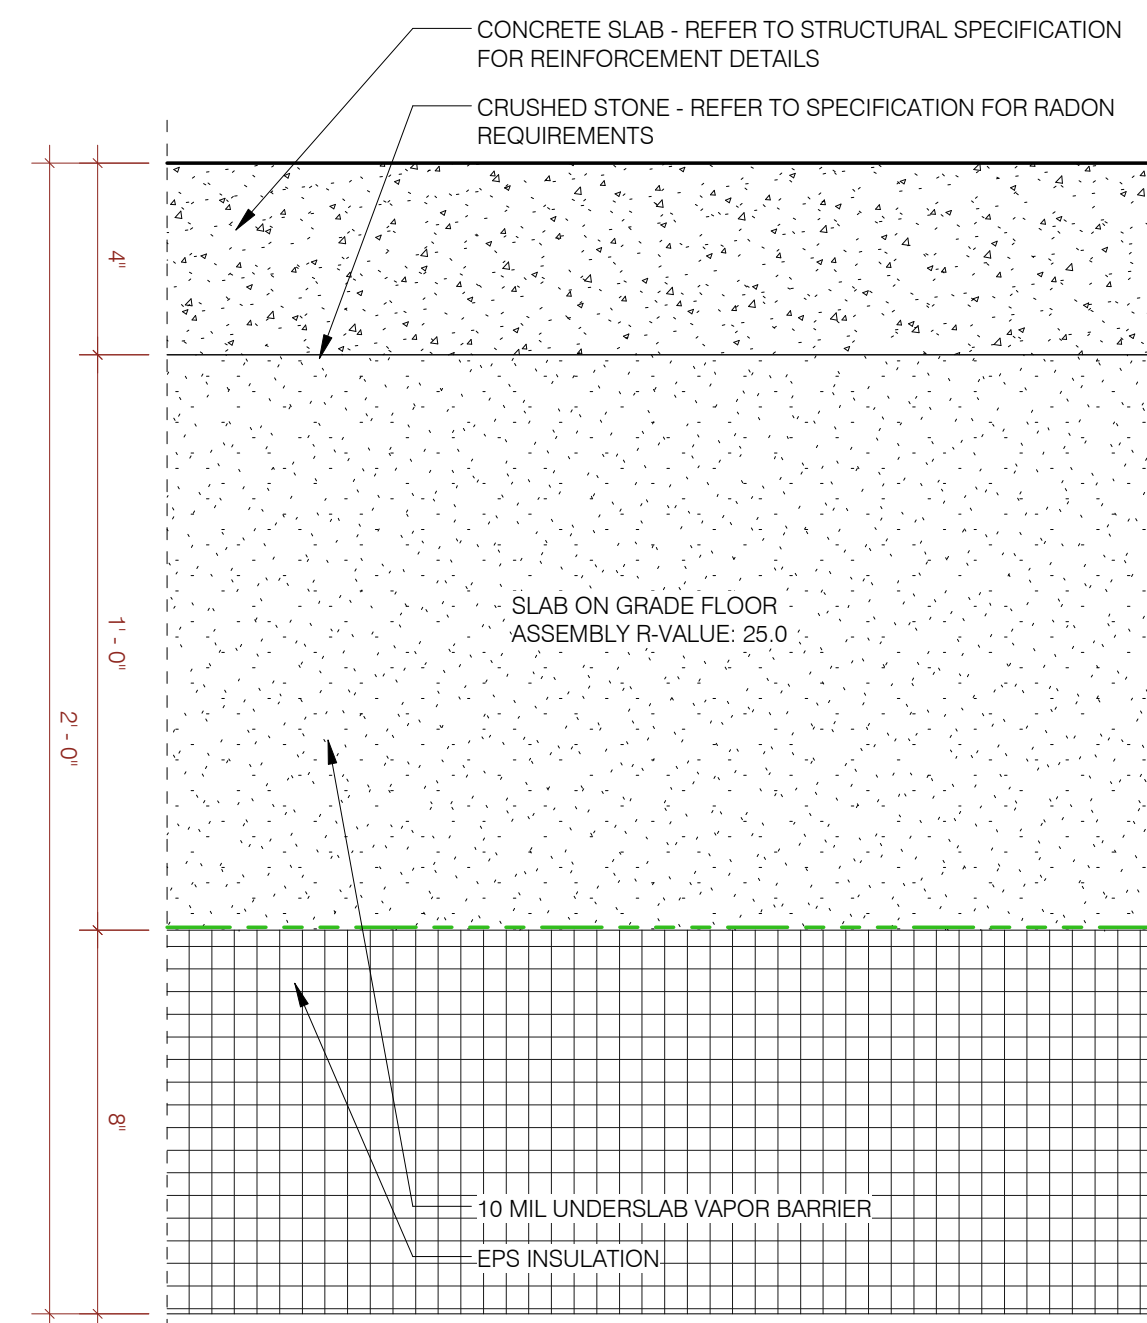 CONCRETE SLAB - REFER TO STRUCTURAL SPECIFICATION
FOR REINFORCEMENT DETAILS
CRUSHED STONE - REFER TO SPECIFICATION FOR RADON
REQUIREMENTS
4"
1' - 0"
2' - 0"
8"
SLAB ON GRADE FLOOR
ASSEMBLY R-VALUE: 25.0
10 MIL UNDERSLAB VAPOR BARRIER
EPS INSULATION